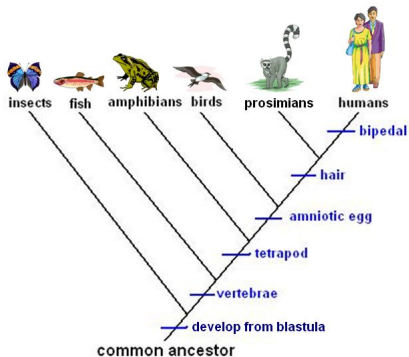 insects fish amphibians birds prosimians humans
bipedal
hair
amniotic egg
tetrapod
vertebrae
develop from blastula
common ancestor